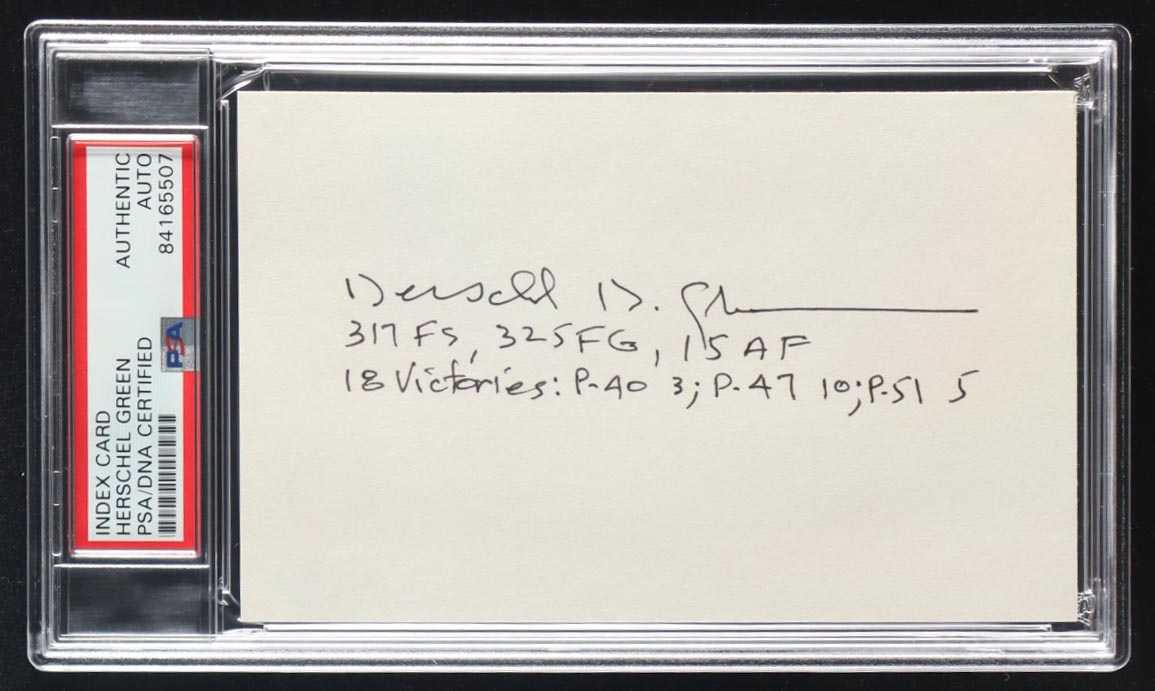 INDEX CARD
HERSCHEL GREEN
PSA/DNA CERTIFIED
AUTHENTIC
AUTO
84165507
PSA
Herschel H. Green
317 FS, 325 FG, 15 AF
18 Victories: P-40 3; P-47 10; P-51 5